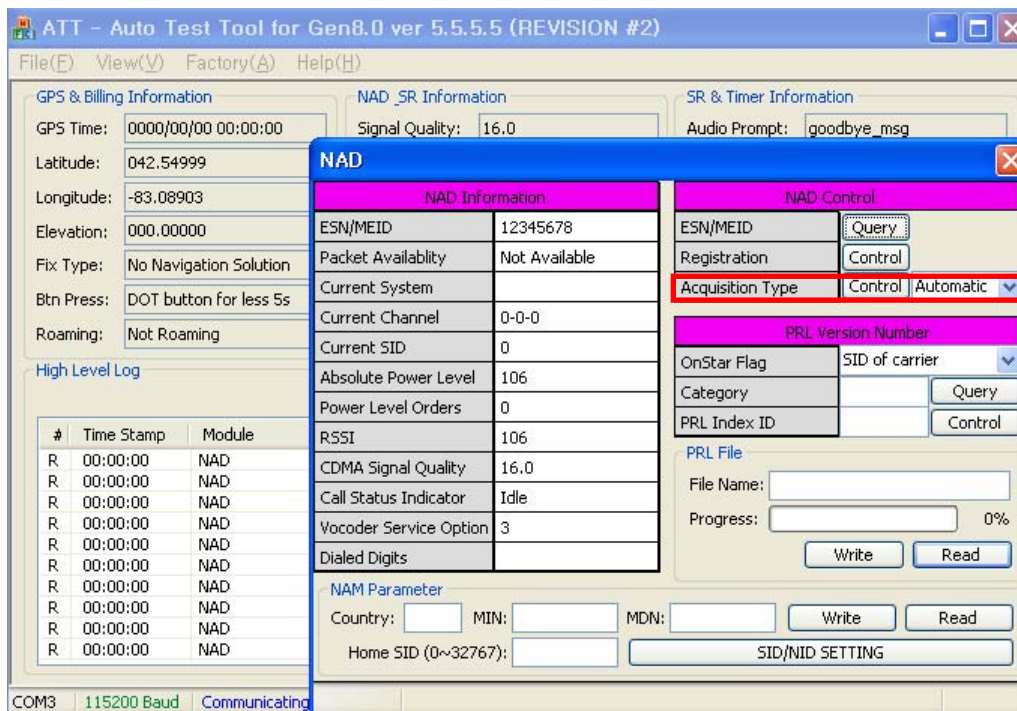 ATT - Auto Test Tool for Gen8.0 ver 5.5.5.5 (REVISION #2)
File(F) View(V) Factory(A) Help(H)
GPS & Billing Information
GPS Time: 0000/00/00 00:00:00
Latitude: 042.54999
Longitude: -83.08903
Elevation: 000.00000
Fix Type: No Navigation Solution
Btn Press: DOT button for less 5s
Roaming: Not Roaming
NAD _SR Information
Signal Quality: 16.0
SR & Timer Information
Audio Prompt: goodbye_msg
High Level Log
# Time Stamp Module
R 00:00:00 NAD
R 00:00:00 NAD
R 00:00:00 NAD
R 00:00:00 NAD
R 00:00:00 NAD
R 00:00:00 NAD
R 00:00:00 NAD
R 00:00:00 NAD
R 00:00:00 NAD
R 00:00:00 NAD
NAD
NAD Information
ESN/MEID 12345678
Packet Availablity Not Available
Current System
Current Channel 0-0-0
Current SID 0
Absolute Power Level 106
Power Level Orders 0
RSSI 106
CDMA Signal Quality 16.0
Call Status Indicator Idle
Vocoder Service Option 3
Dialed Digits
NAD Control
ESN/MEID Query
Registration Control
Acquisition Type Control Automatic
PRL Version Number
OnStar Flag SID of carrier
Category Query
PRL Index ID Control
PRL File
File Name:
Progress: 0%
Write Read
NAM Parameter
Country: MIN: MDN: Write Read
Home SID (0~32767): SID/NID SETTING
COM3 115200 Baud Communicating